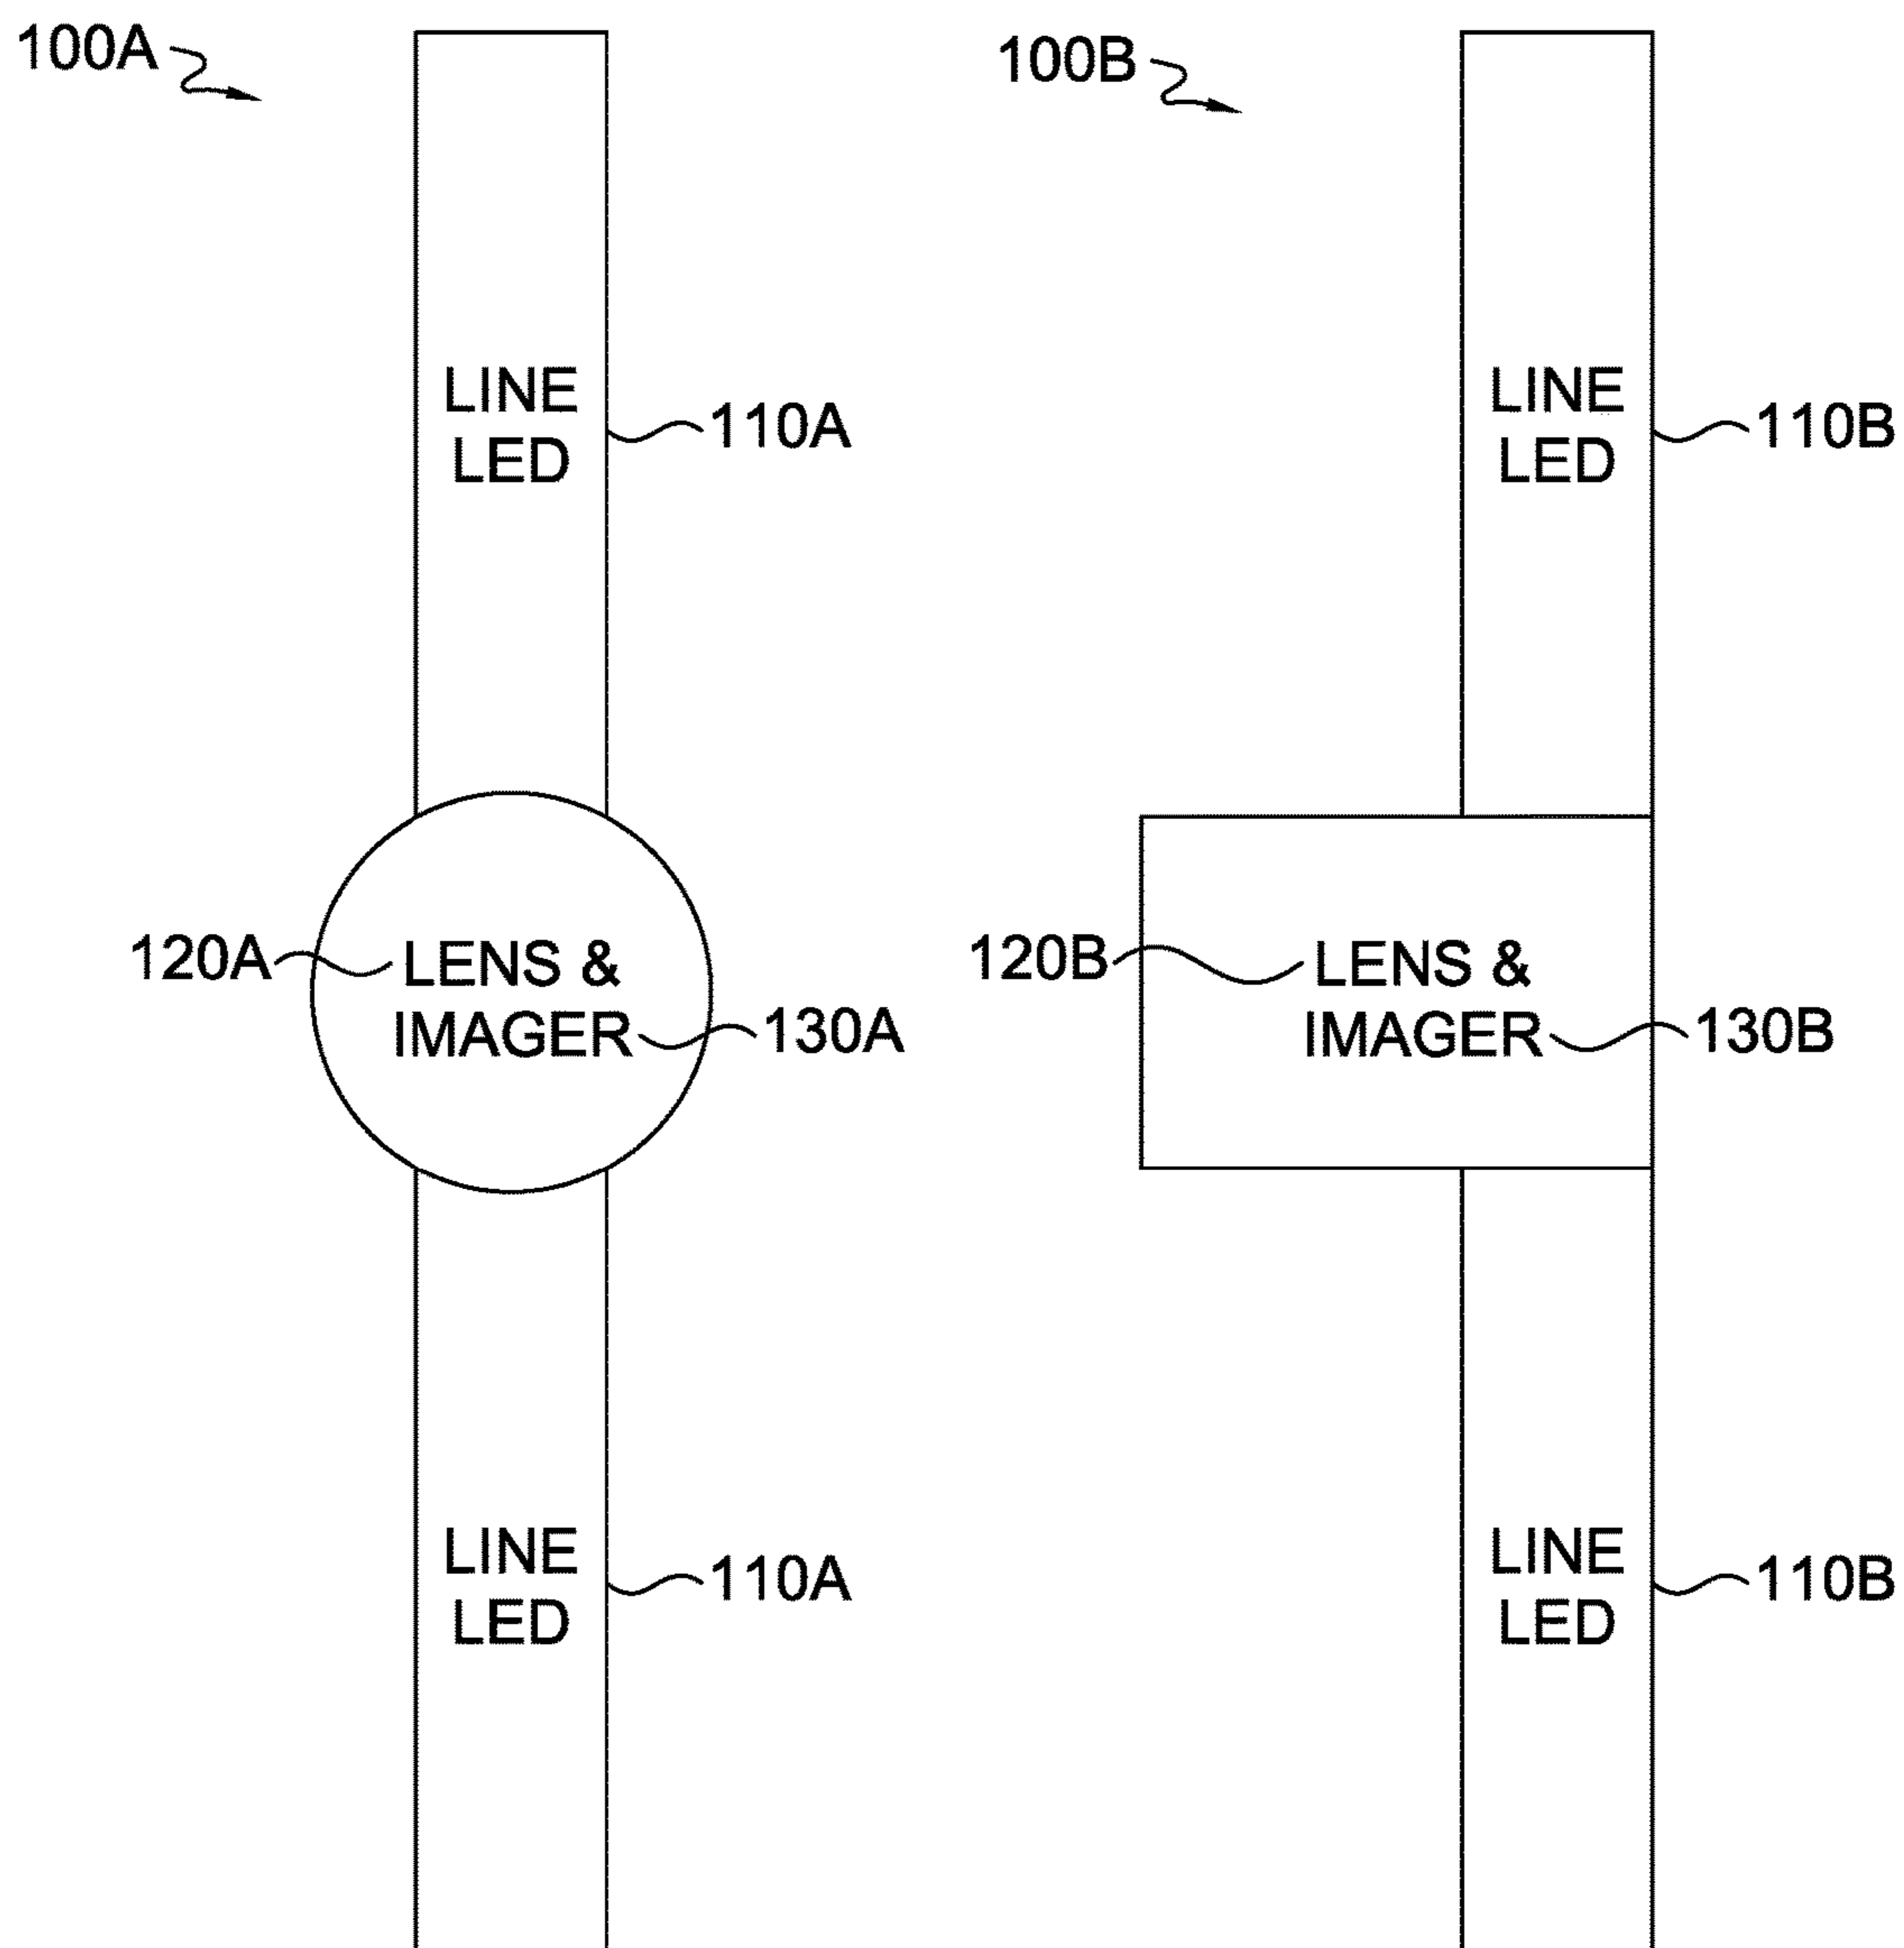 100A
100B
LINE
LED
110A
LINE
LED
110B
120A
LENS &
IMAGER
130A
120B
LENS &
IMAGER
130B
LINE
LED
110A
LINE
LED
110B